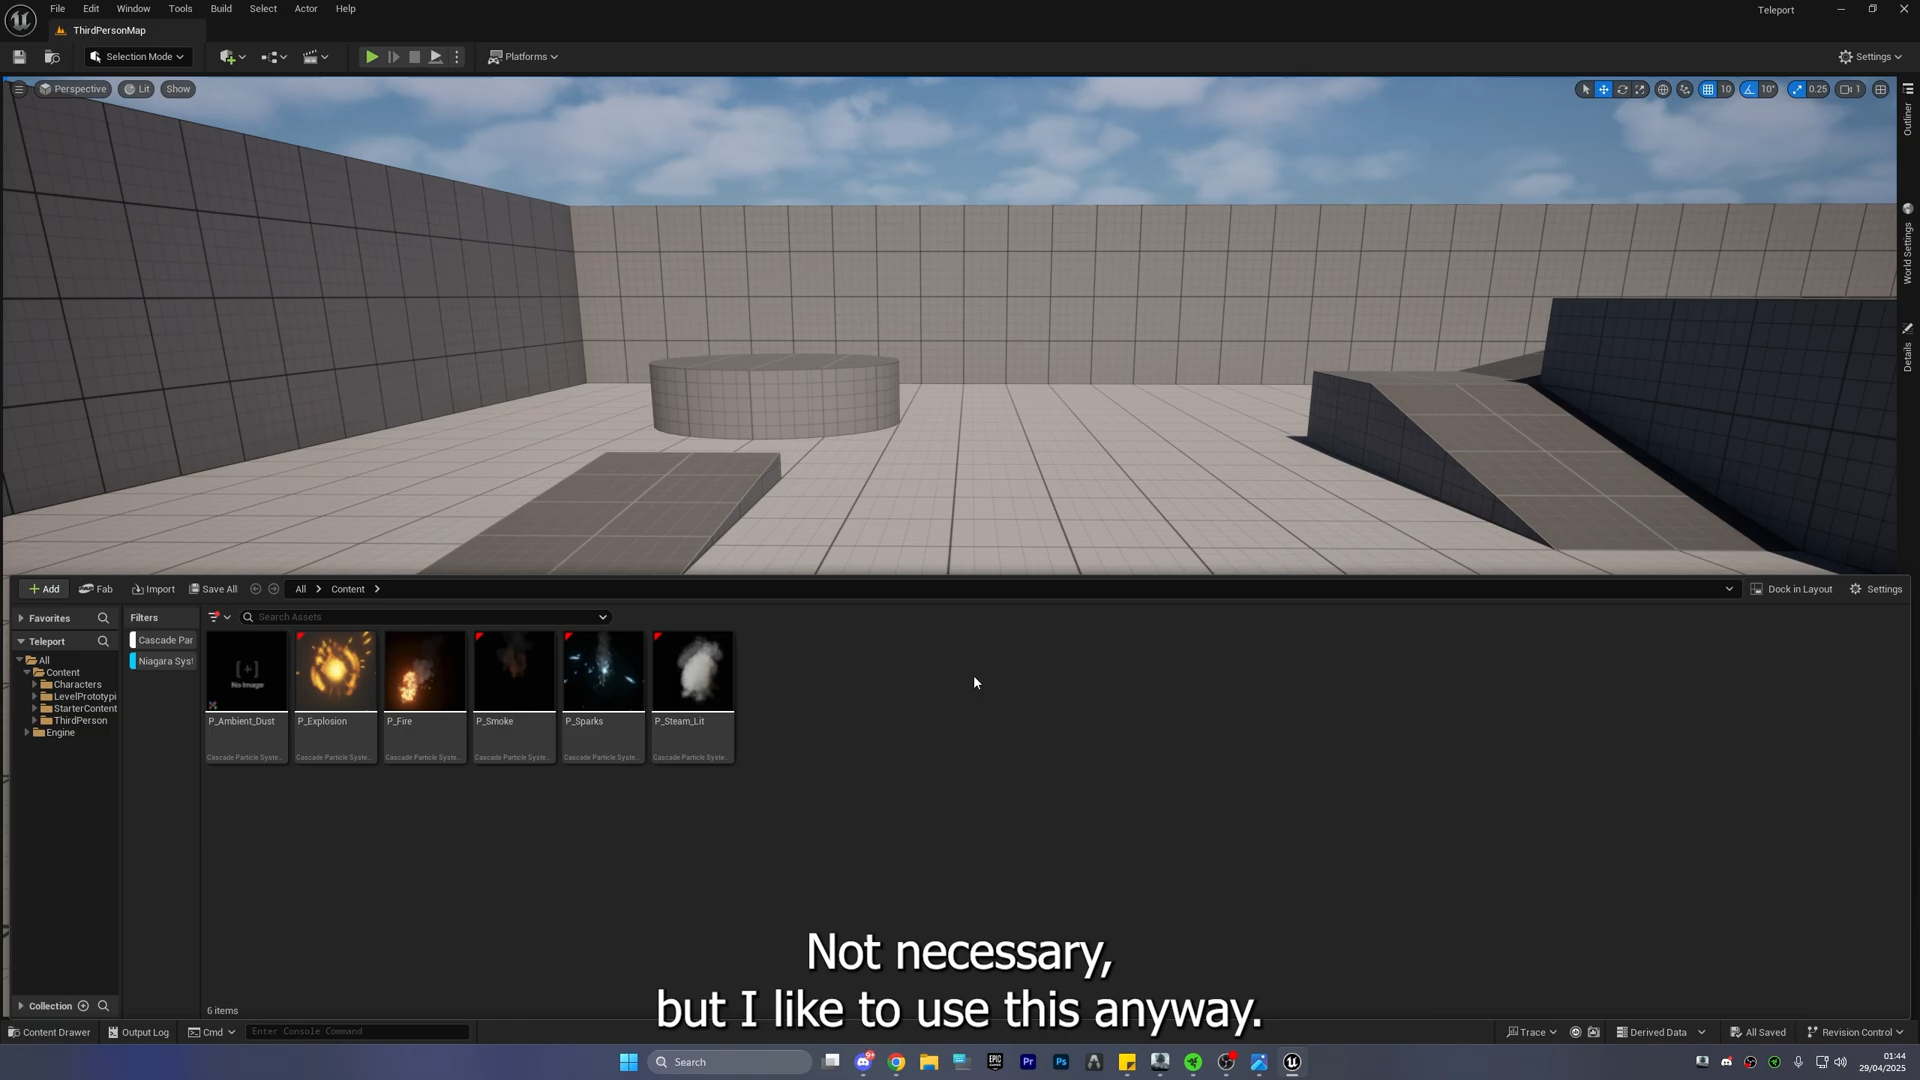 File Edit Window Tools Build Select Actor Help
Teleport
ThirdPersonMap
Selection Mode
Platforms
Settings
Perspective
Lit
Show
10
10°
0.25
1
Outliner
World Settings
Details
Add
Fab
Import
Save All
All
Content
Dock in Layout
Settings
Favorites
Filters
Search Assets
Teleport
Cascade Par
Niagara Syst
All
Content
Characters
LevelPrototypi
StarterContent
ThirdPerson
Engine
No Image
P_Ambient_Dust
P_Explosion
P_Fire
P_Smoke
P_Sparks
P_Steam_Lit
Cascade Particle Syste...
Cascade Particle Syste...
Cascade Particle Syste...
Cascade Particle Syste...
Cascade Particle Syste...
Cascade Particle Syste...
Not necessary,
but I like to use this anyway.
Collection
6 items
Content Drawer
Output Log
Cmd
Enter Console Command
Trace
Derived Data
All Saved
Revision Control
Search
EPIC
GAMES
Pr
Ps
01:44
29/04/2025